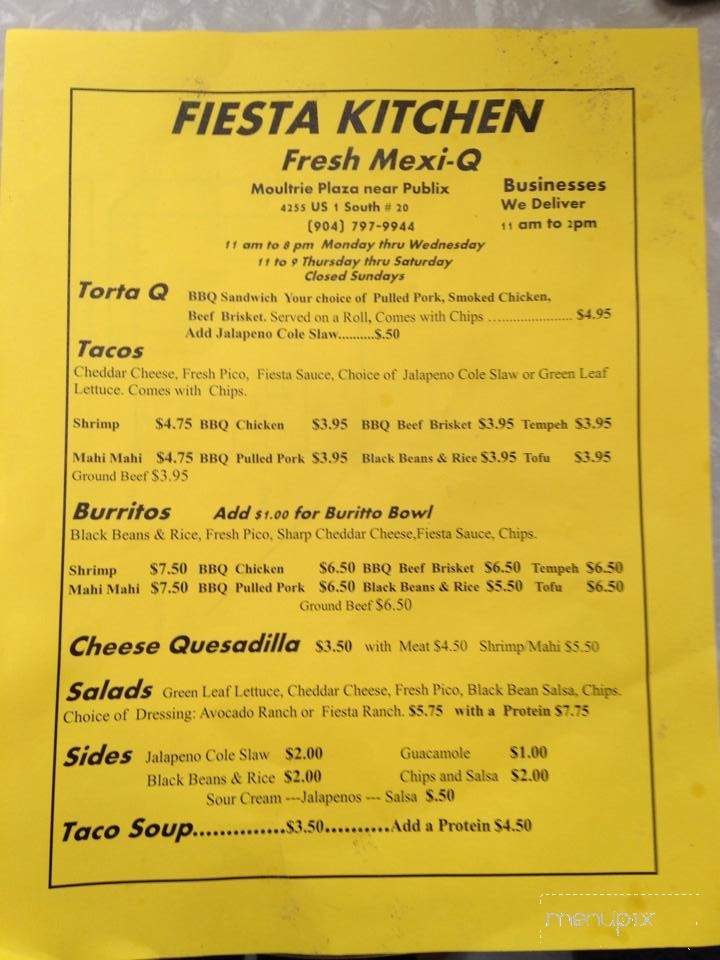 FIESTA KITCHEN
Fresh Mexi-Q
Moultrie Plaza near Publix
4255 US 1 South # 20
(904) 797-9944
Businesses
We Deliver
11 am to 2pm
11 am to 8 pm Monday thru Wednesday
11 to 9 Thursday thru Saturday
Closed Sundays
Torta Q BBQ Sandwich Your choice of Pulled Pork, Smoked Chicken,
Beef Brisket. Served on a Roll, Comes with Chips ...................... $4.95
Add Jalapeno Cole Slaw..........$.50
Tacos
Cheddar Cheese, Fresh Pico, Fiesta Sauce, Choice of Jalapeno Cole Slaw or Green Leaf
Lettuce. Comes with Chips.
Shrimp $4.75 BBQ Chicken $3.95 BBQ Beef Brisket $3.95 Tempeh $3.95
Mahi Mahi $4.75 BBQ Pulled Pork $3.95 Black Beans & Rice $3.95 Tofu $3.95
Ground Beef $3.95
Burritos Add $1.00 for Buritto Bowl
Black Beans & Rice, Fresh Pico, Sharp Cheddar Cheese,Fiesta Sauce, Chips.
Shrimp $7.50 BBQ Chicken $6.50 BBQ Beef Brisket $6.50 Tempeh $6.50
Mahi Mahi $7.50 BBQ Pulled Pork $6.50 Black Beans & Rice $5.50 Tofu $6.50
Ground Beef $6.50
Cheese Quesadilla $3.50 with Meat $4.50 Shrimp/Mahi $5.50
Salads Green Leaf Lettuce, Cheddar Cheese, Fresh Pico, Black Bean Salsa, Chips.
Choice of Dressing: Avocado Ranch or Fiesta Ranch. $5.75 with a Protein $7.75
Sides Jalapeno Cole Slaw $2.00 Guacamole $1.00
Black Beans & Rice $2.00 Chips and Salsa $2.00
Sour Cream ---Jalapenos --- Salsa $.50
Taco Soup..............$3.50..........Add a Protein $4.50
menupix